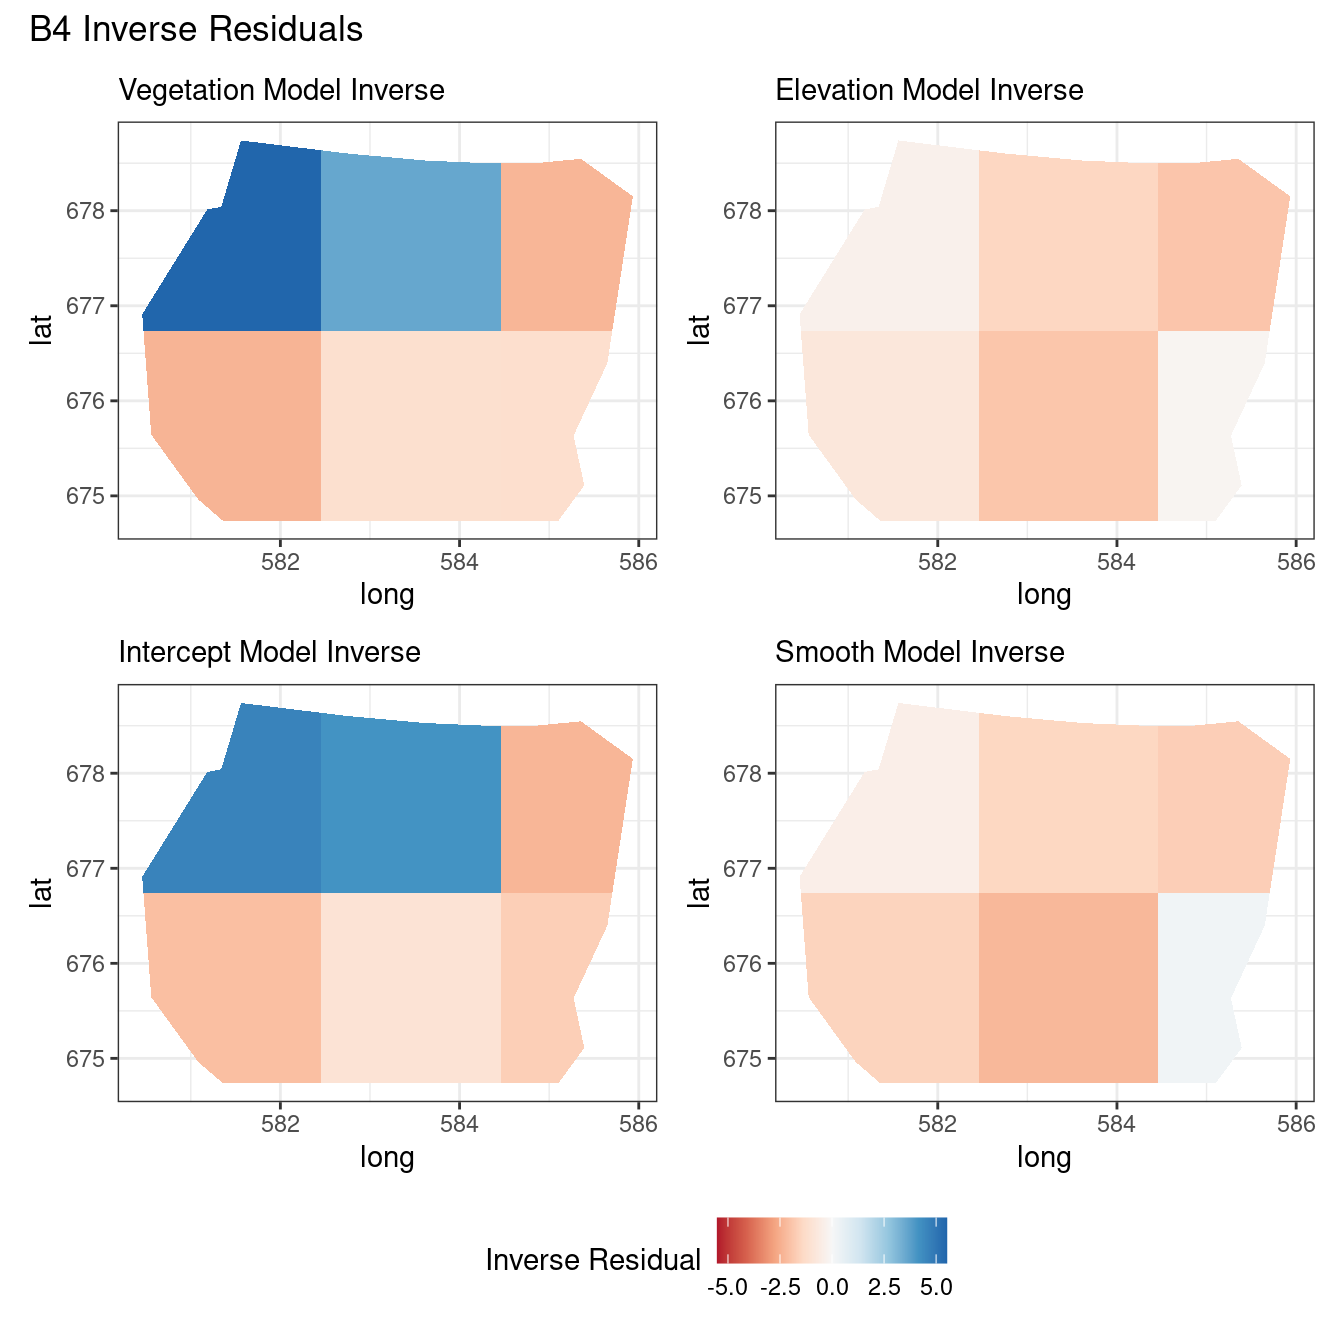 B4 Inverse Residuals
Vegetation Model Inverse
Elevation Model Inverse
lat
678
677
676
675
582
584
586
long
lat
678
677
676
675
582
584
586
long
Intercept Model Inverse
Smooth Model Inverse
lat
678
677
676
675
582
584
586
long
lat
678
677
676
675
582
584
586
long
Inverse Residual
-5.0 -2.5 0.0 2.5 5.0